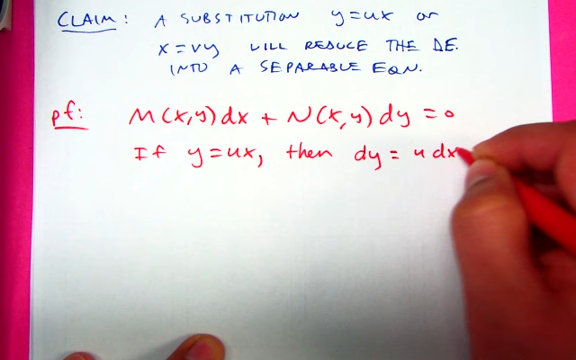 CLAIM: A SUBSTITUTION y=ux or
x=vy WILL REDUCE THE DE.
INTO A SEPARABLE EQN.
pf: M(x,y)dx + N(x,y)dy=0
If y=ux, then dy= u dx